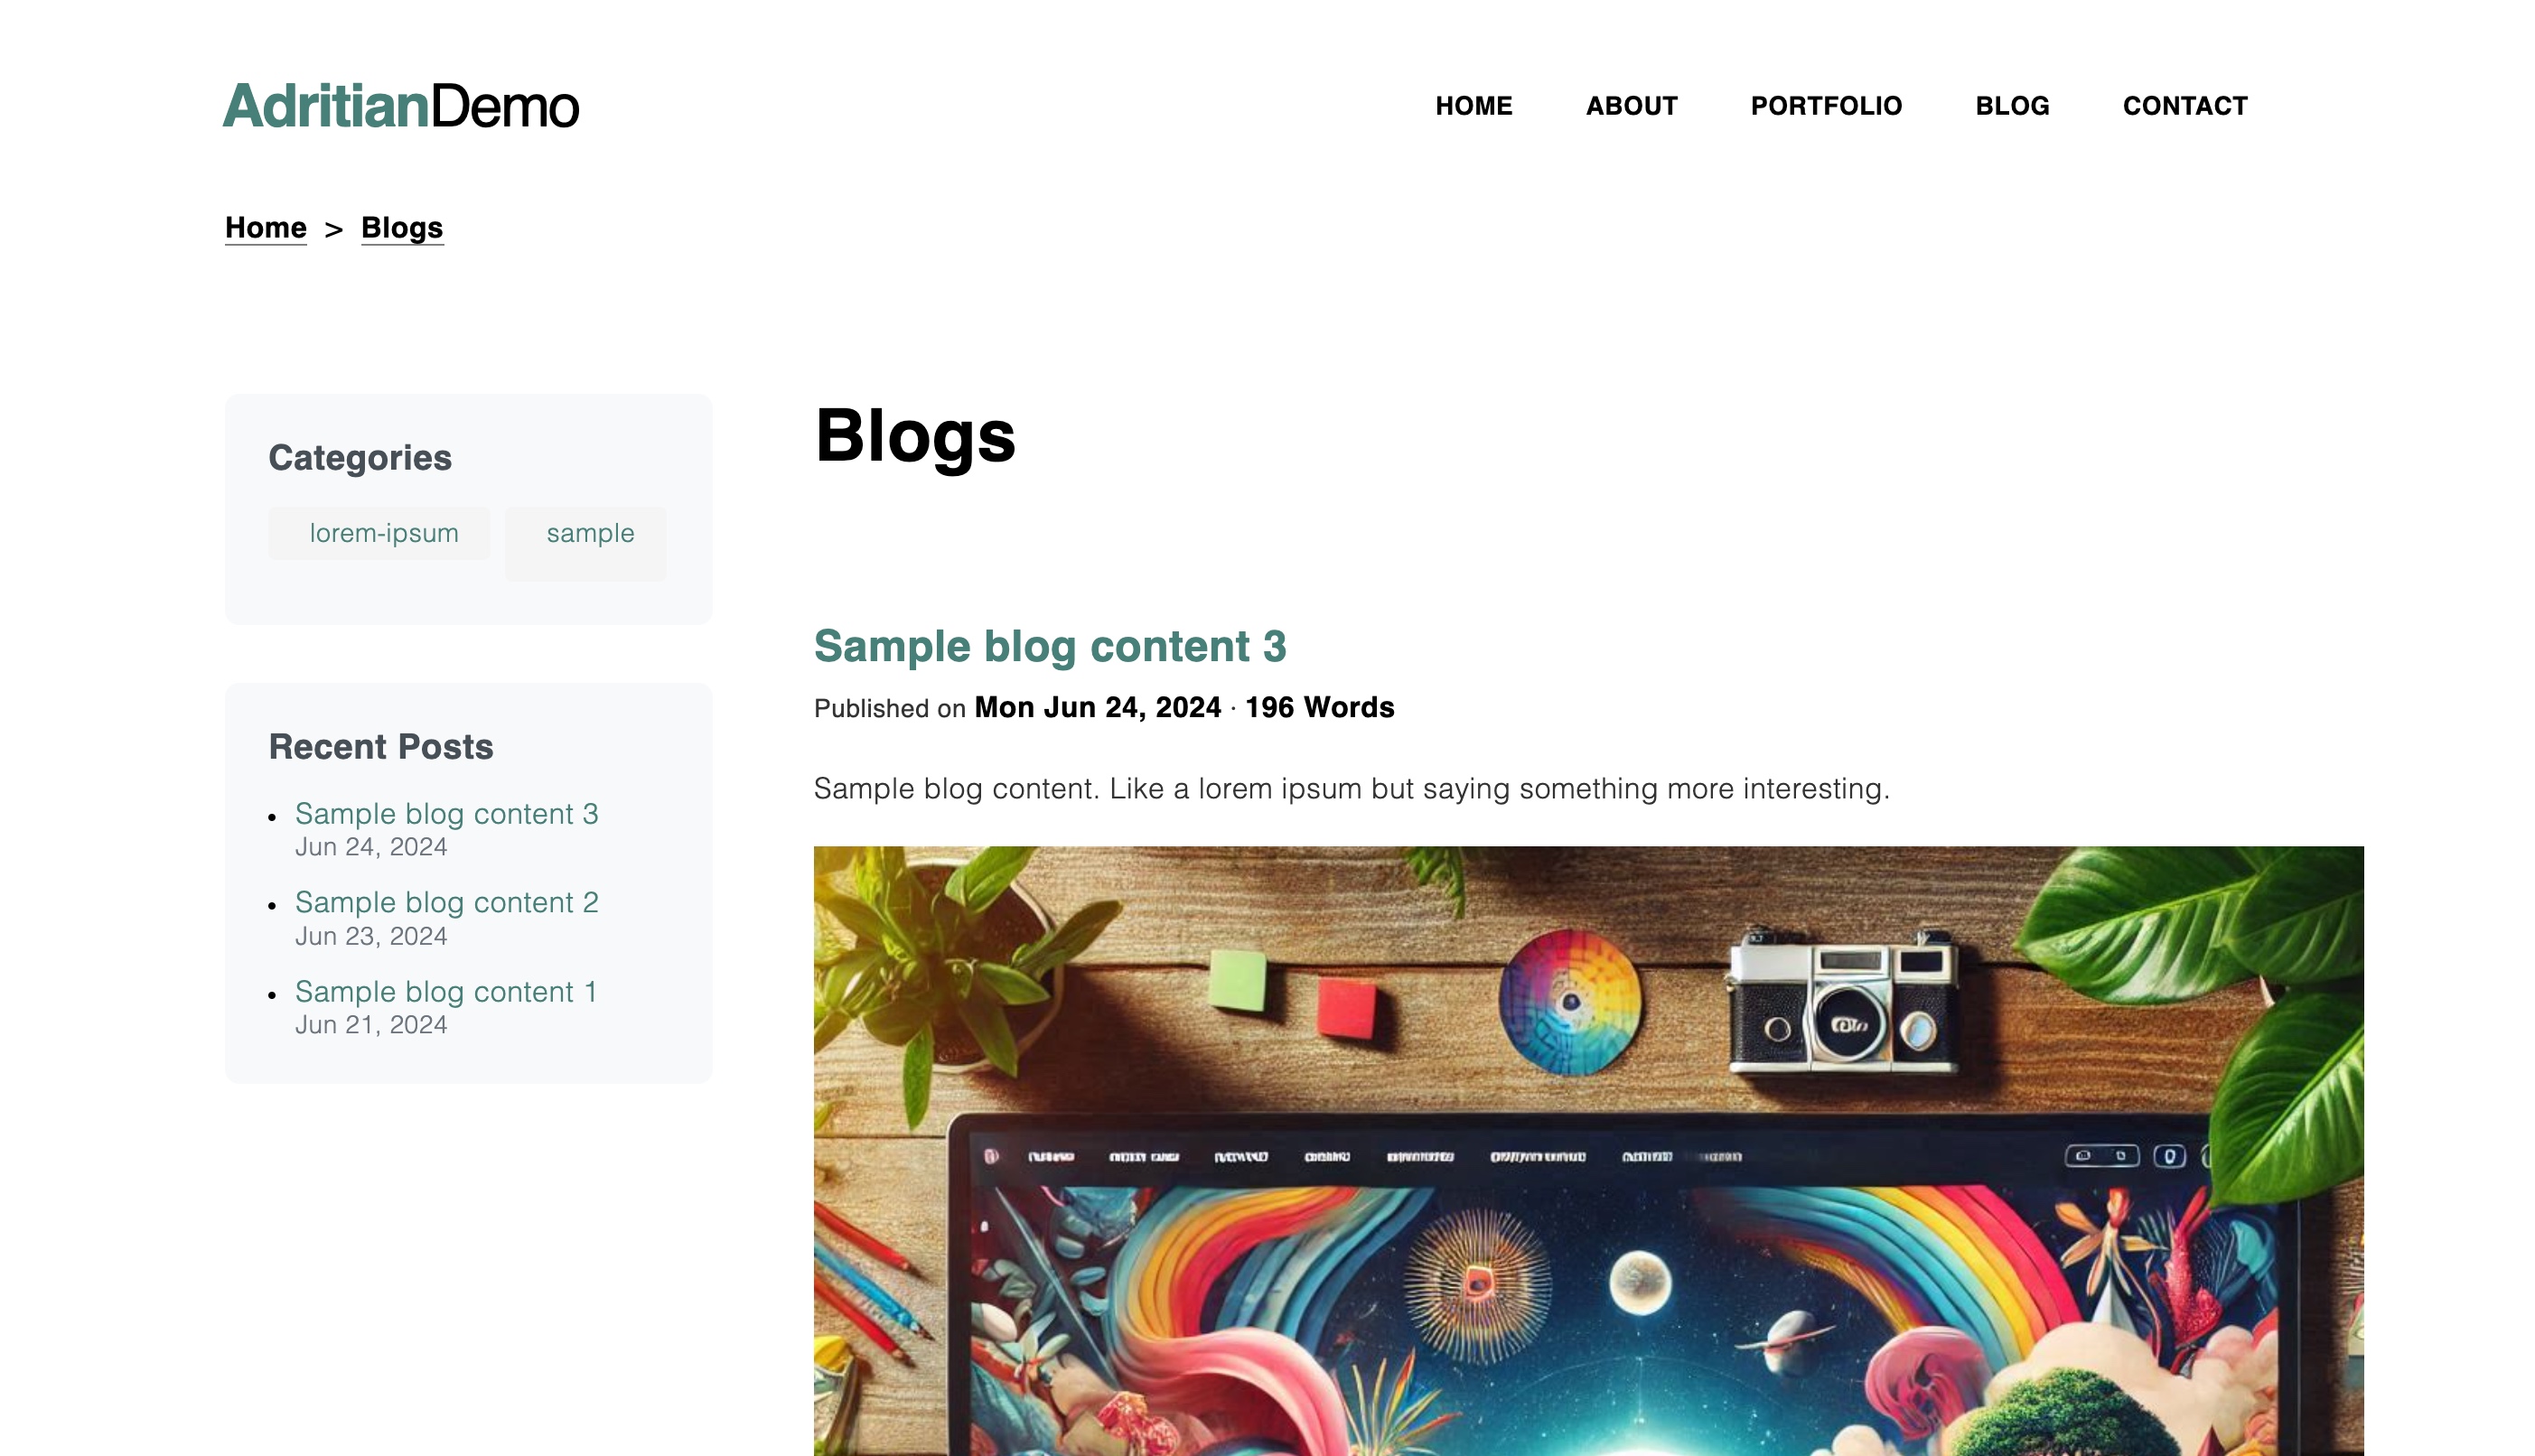 AdritianDemo
HOME ABOUT PORTFOLIO BLOG CONTACT
Home > Blogs
Categories
lorem-ipsum sample
Recent Posts
Sample blog content 3
Jun 24, 2024
Sample blog content 2
Jun 23, 2024
Sample blog content 1
Jun 21, 2024
Blogs
Sample blog content 3
Published on Mon Jun 24, 2024 · 196 Words
Sample blog content. Like a lorem ipsum but saying something more interesting.